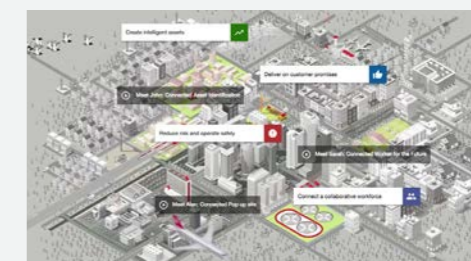 Create intelligent assets
Deliver on customer promises
Meet John: Connected Asset Identification
Reduce risk and operate safely
Meet Sarah: Connected Worker for the Future
Connect a collaborative workforce
Meet Alan: Connected Pop up site